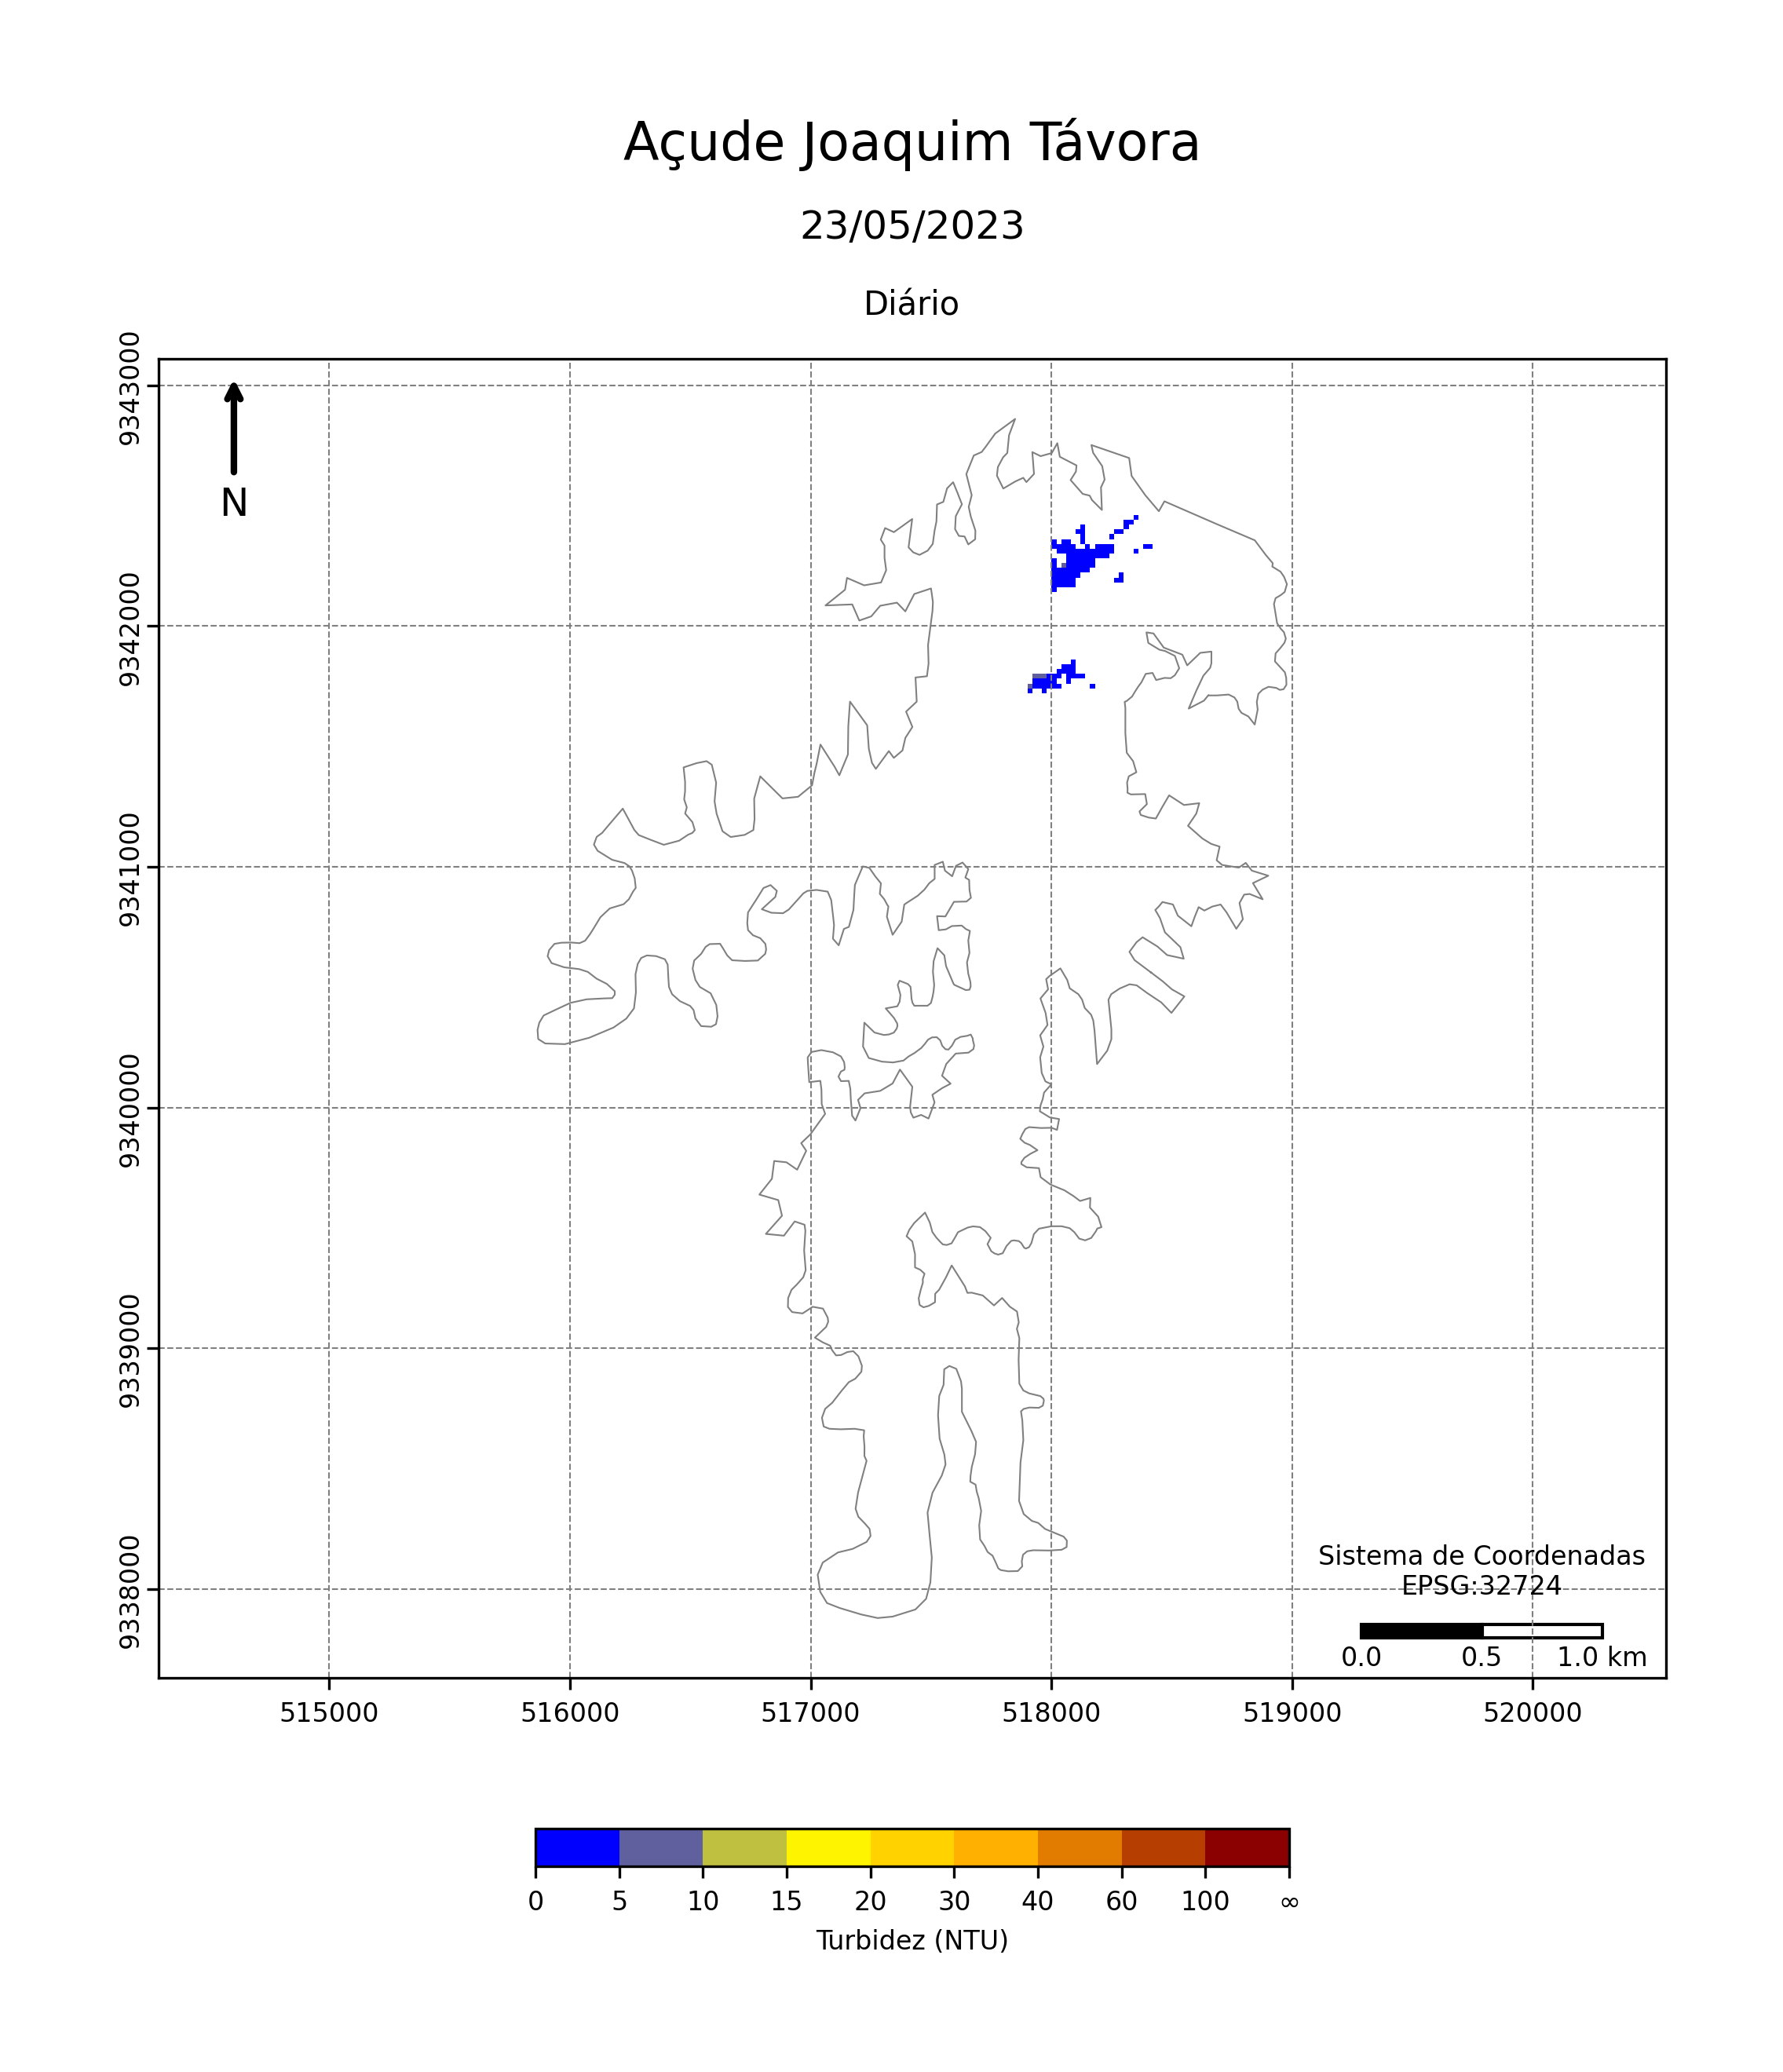 Açude Joaquim Távora
23/05/2023
Diário
9343000
9342000
9341000
9340000
9339000
9338000
N
Sistema de Coordenadas
EPSG:32724
0.0 0.5 1.0 km
515000 516000 517000 518000 519000 520000
0 5 10 15 20 30 40 60 100 ∞
Turbidez (NTU)